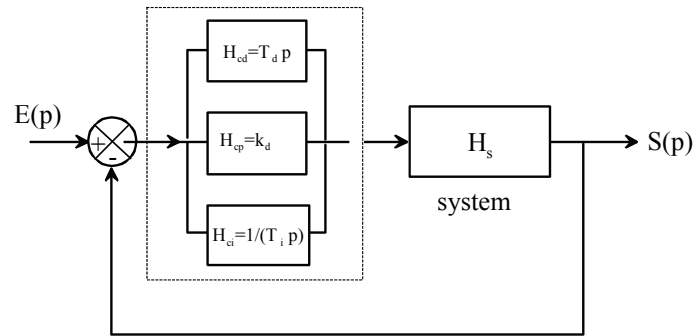 H_cd=T_d p
E(p)
+
-
H_cp=k_d
H_s
S(p)
system
H_ci=1/(T_i p)